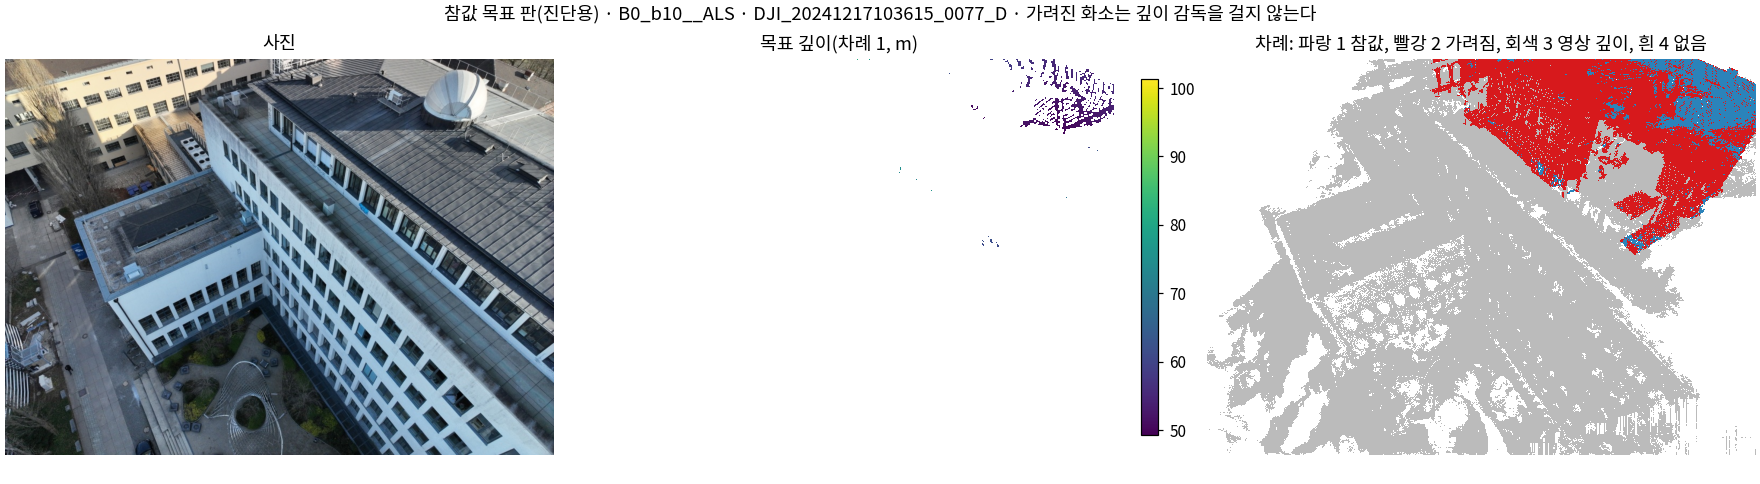 참값 목표 판(진단용) · B0_b10__ALS · DJI_20241217103615_0077_D · 가려진 화소는 깊이 감독을 걸지 않는다
사진
목표 깊이(차례 1, m)
차례: 파랑 1 참값, 빨강 2 가려짐, 회색 3 영상 깊이, 흰 4 없음
100
90
80
70
60
50